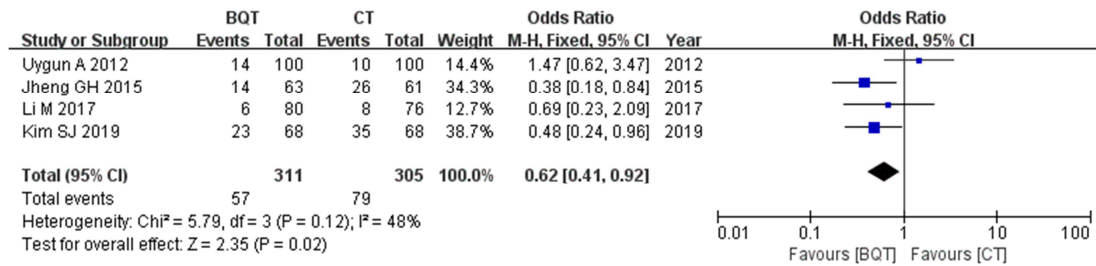 BQT CT Odds Ratio Odds Ratio
Study or Subgroup Events Total Events Total Weight M-H, Fixed, 95% CI Year M-H, Fixed, 95% CI
Uygun A 2012 14 100 10 100 14.4% 1.47 [0.62, 3.47] 2012
Jheng GH 2015 14 63 26 61 34.3% 0.38 [0.18, 0.84] 2015
Li M 2017 6 80 8 76 12.7% 0.69 [0.23, 2.09] 2017
Kim SJ 2019 23 68 35 68 38.7% 0.48 [0.24, 0.96] 2019
Total (95% CI) 311 305 100.0% 0.62 [0.41, 0.92]
Total events 57 79
Heterogeneity: Chi² = 5.79, df = 3 (P = 0.12); I² = 48%
Test for overall effect: Z = 2.35 (P = 0.02)
0.01 0.1 1 10 100
Favours [BQT] Favours [CT]